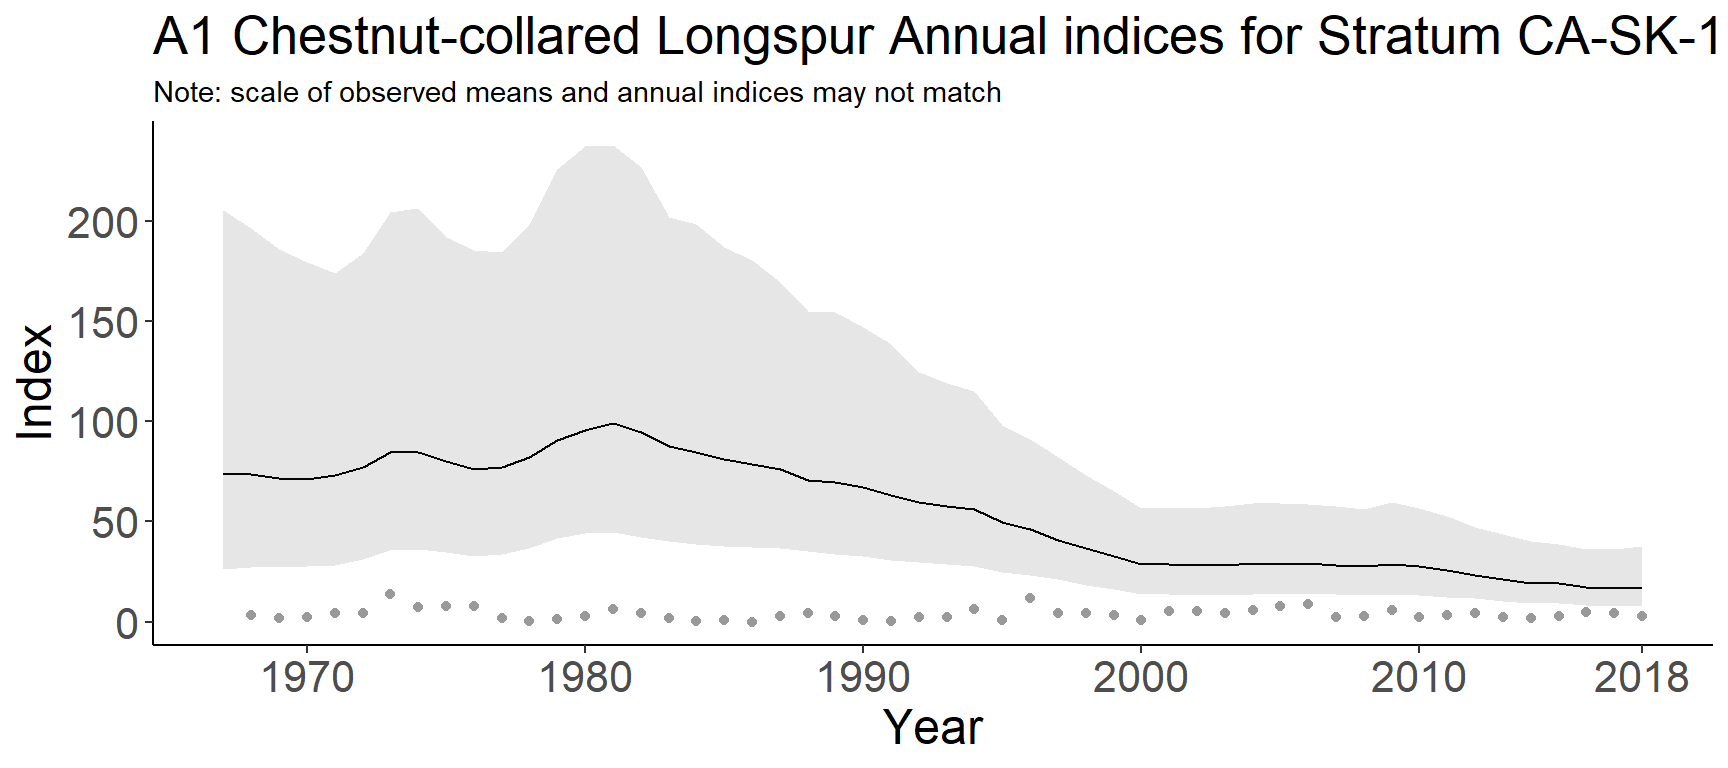 A1 Chestnut-collared Longspur Annual indices for Stratum CA-SK-1
Note: scale of observed means and annual indices may not match
200
150
100
50
0
Index
1970 1980 1990 2000 2010 2018
Year